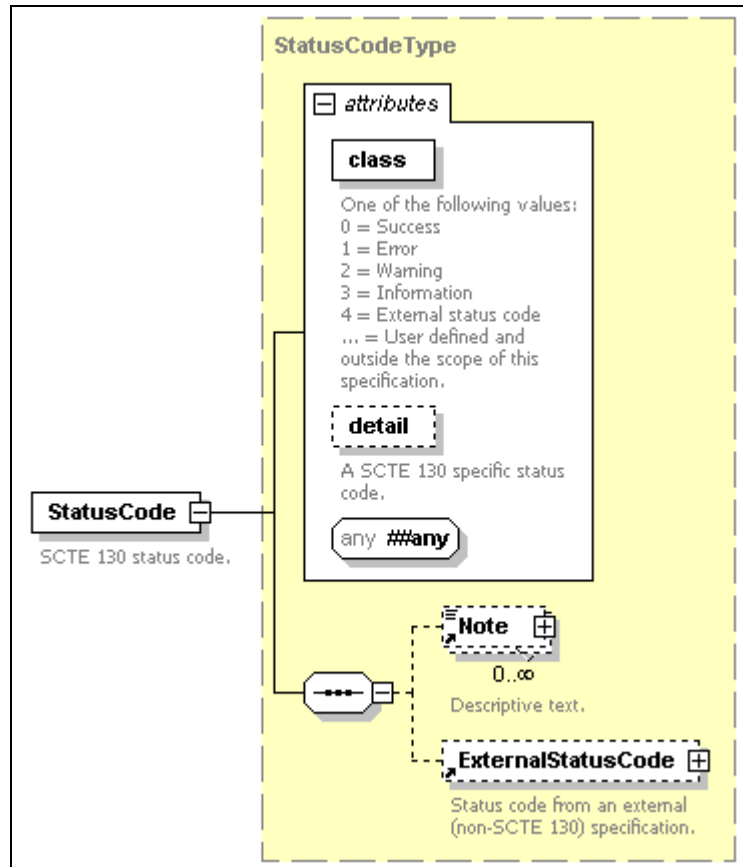 StatusCodeType
attributes
class
One of the following values:
0 = Success
1 = Error
2 = Warning
3 = Information
4 = External status code
... = User defined and
outside the scope of this
specification.
detail
A SCTE 130 specific status
code.
any ##any
StatusCode
SCTE 130 status code.
Note
0..∞
Descriptive text.
ExternalStatusCode
Status code from an external
(non-SCTE 130) specification.